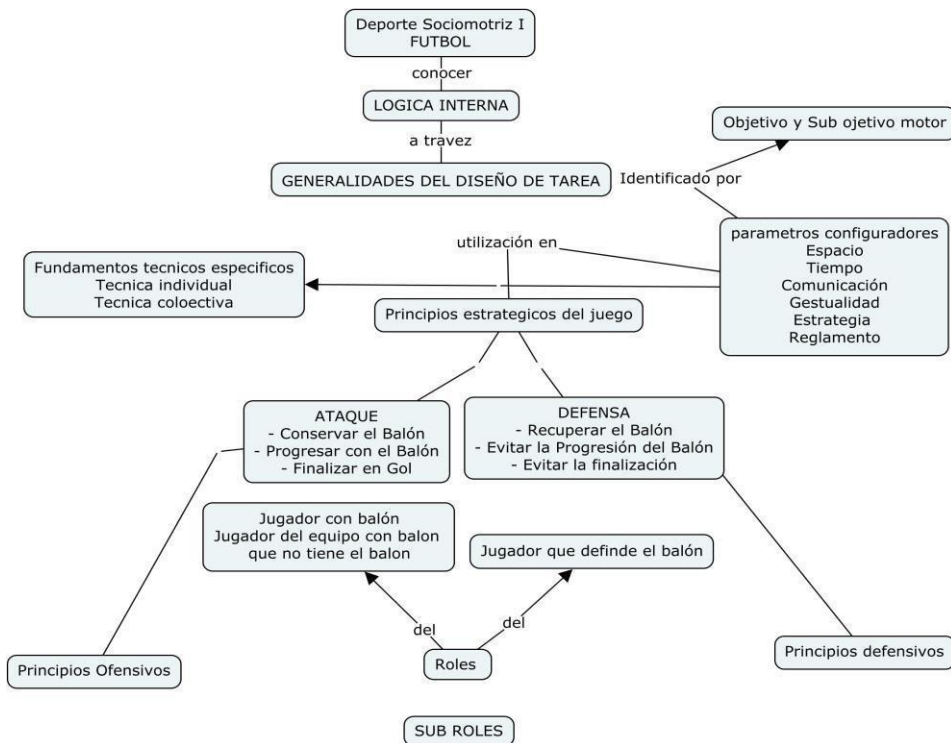 Deporte Sociomotriz I
FUTBOL
conocer
LOGICA INTERNA
a travez
GENERALIDADES DEL DISEÑO DE TAREA
Identificado por
Objetivo y Sub ojetivo motor
parametros configuradores
Espacio
Tiempo
Comunicación
Gestualidad
Estrategia
Reglamento
utilización en
Fundamentos tecnicos especificos
Tecnica individual
Tecnica coloectiva
Principios estrategicos del juego
ATAQUE
- Conservar el Balón
- Progresar con el Balón
- Finalizar en Gol
DEFENSA
- Recuperar el Balón
- Evitar la Progresión del Balón
- Evitar la finalización
Jugador con balón
Jugador del equipo con balon
que no tiene el balon
Jugador que definde el balón
del
del
Roles
Principios Ofensivos
Principios defensivos
SUB ROLES